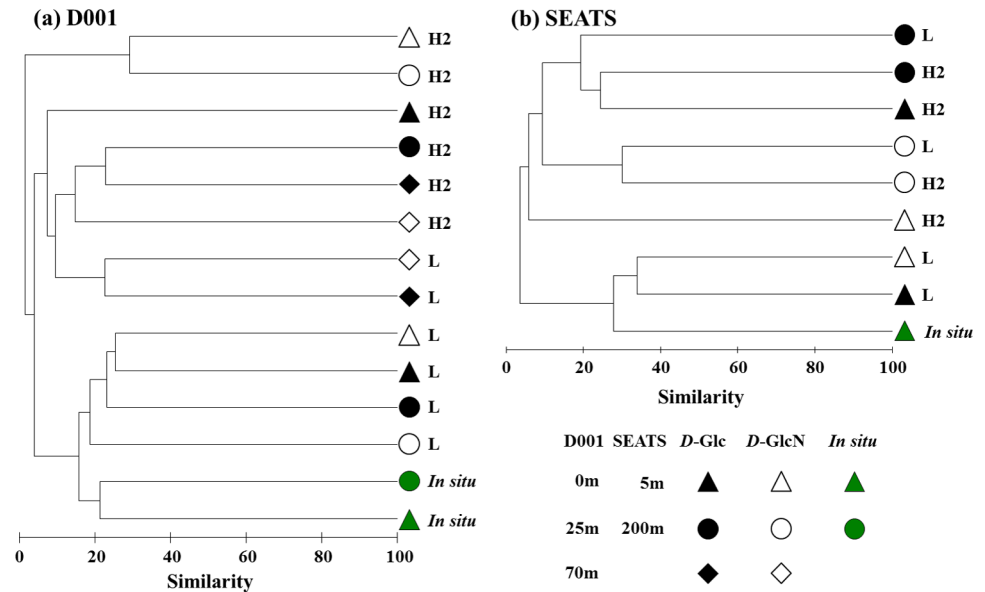 (a) D001
H2
H2
H2
H2
H2
H2
L
L
L
L
L
L
In situ
In situ
0 20 40 60 80 100
Similarity
(b) SEATS
L
H2
H2
L
H2
H2
L
L
In situ
0 20 40 60 80 100
Similarity
D001 SEATS D-Glc D-GlcN In situ
0m 5m
25m 200m
70m